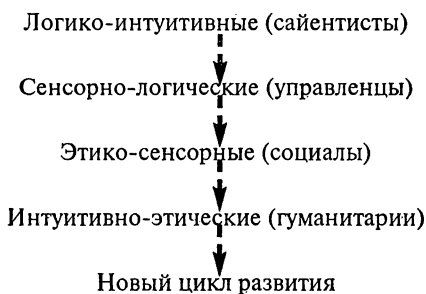 Логико-интуитивные (сайентисты)
Сенсорно-логические (управленцы)
Этико-сенсорные (социалы)
Интуитивно-этические (гуманитарии)
Новый цикл развития